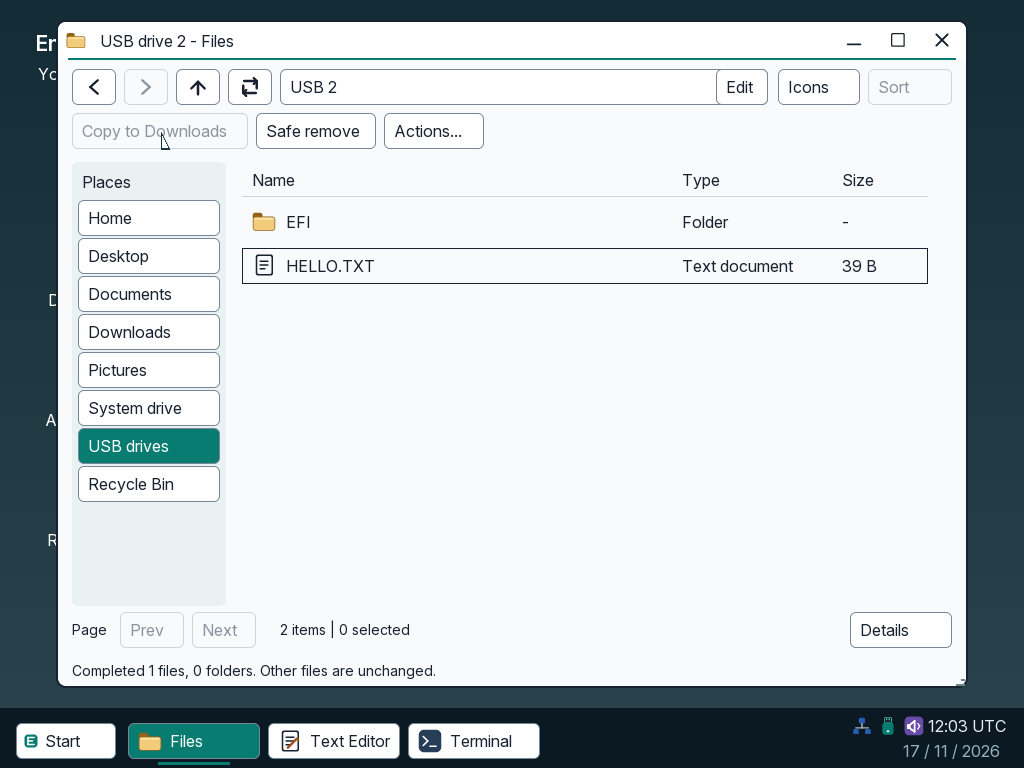 En
Yo
D
A
R
USB drive 2 - Files
USB 2
Edit
Icons
Sort
Copy to Downloads
Safe remove
Actions...
Places
Home
Desktop
Documents
Downloads
Pictures
System drive
USB drives
Recycle Bin
Name Type Size
EFI Folder -
HELLO.TXT Text document 39 B
Page
Prev
Next
2 items | 0 selected
Details
Completed 1 files, 0 folders. Other files are unchanged.
Start
Files
Text Editor
Terminal
12:03 UTC
17 / 11 / 2026